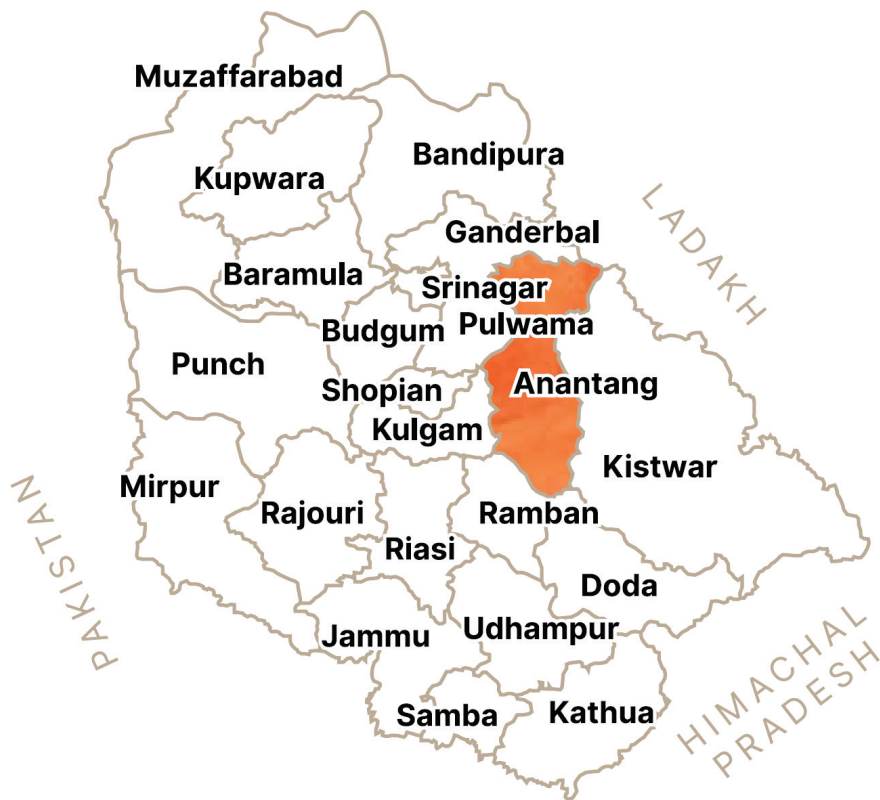 Muzaffarabad
Bandipura
Kupwara
LADAKH
Ganderbal
Baramula
Srinagar
Budgum
Pulwama
Punch
Shopian
Anantang
Kulgam
Kistwar
Mirpur
PAKISTAN
Rajouri
Ramban
Riasi
Doda
Jammu
Udhampur
Samba
Kathua
HIMACHAL
PRADESH